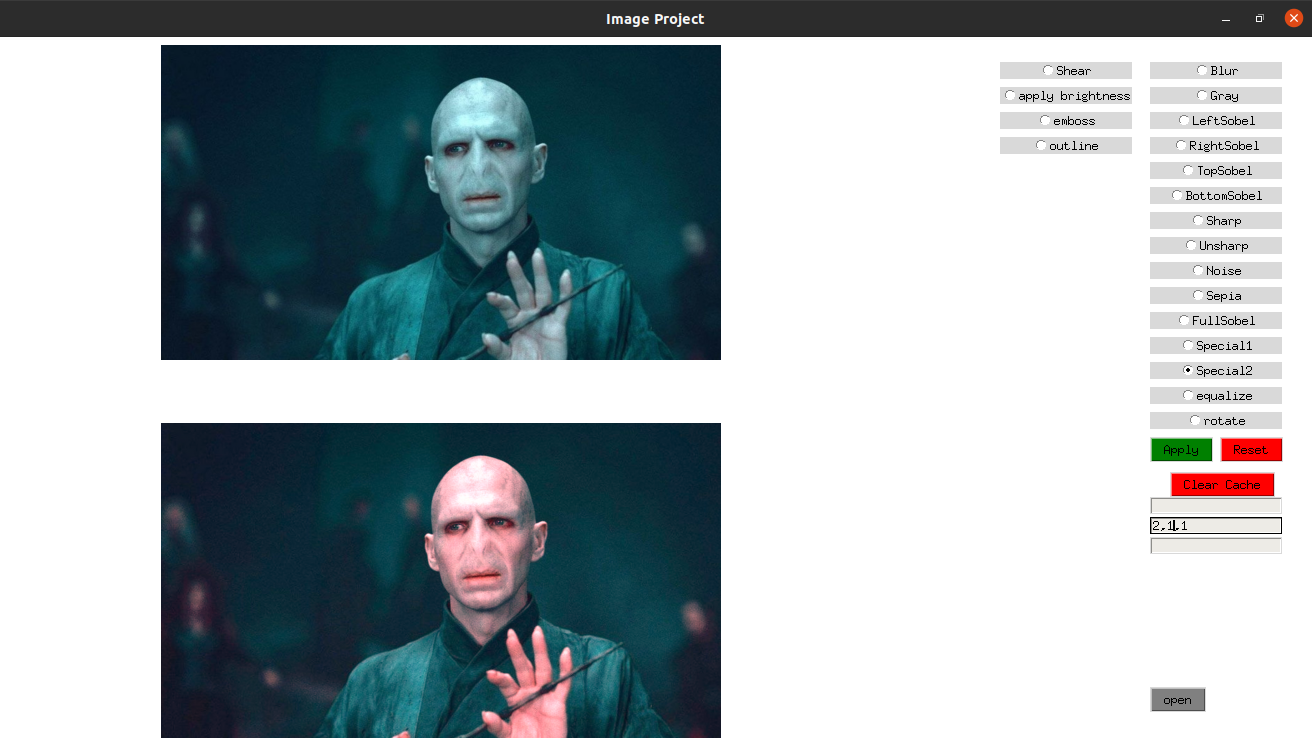 Image Project
Shear
apply brightness
emboss
outline
Blur
Gray
LeftSobel
RightSobel
TopSobel
BottomSobel
Sharp
Unsharp
Noise
Sepia
FullSobel
Special1
Special2
equalize
rotate
Apply
Reset
Clear Cache
2,1,1
open